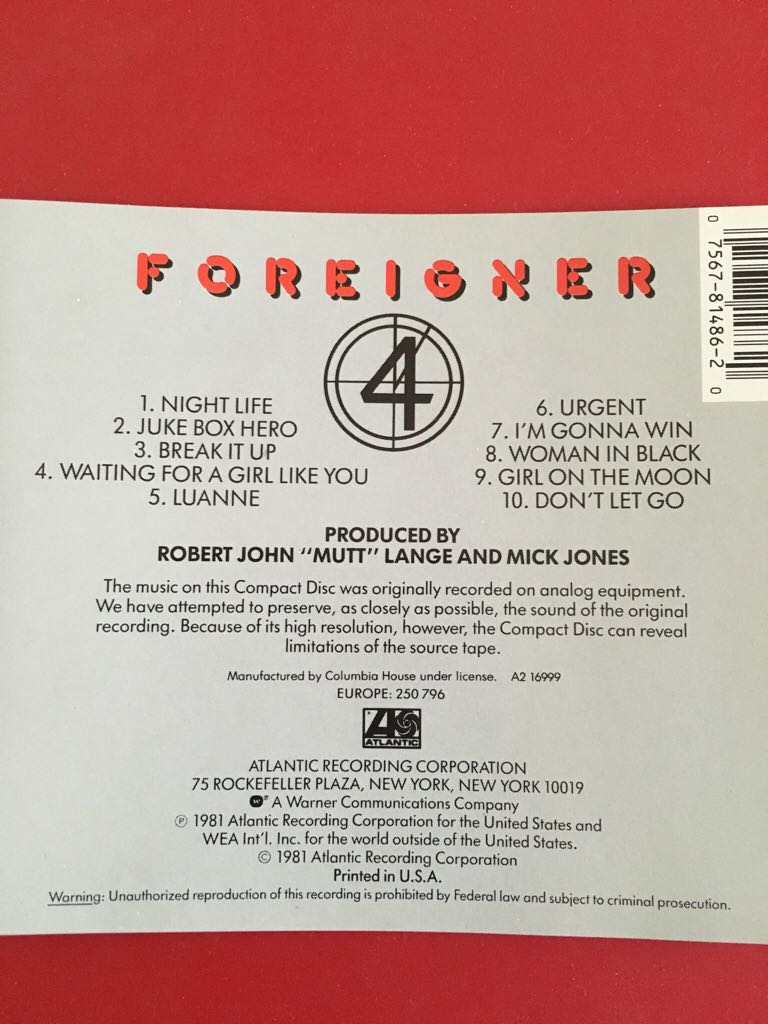 FOREIGNER
4
1. NIGHT LIFE
2. JUKE BOX HERO
3. BREAK IT UP
4. WAITING FOR A GIRL LIKE YOU
5. LUANNE
6. URGENT
7. I'M GONNA WIN
8. WOMAN IN BLACK
9. GIRL ON THE MOON
10. DON'T LET GO
PRODUCED BY
ROBERT JOHN "MUTT" LANGE AND MICK JONES
The music on this Compact Disc was originally recorded on analog equipment.
We have attempted to preserve, as closely as possible, the sound of the original
recording. Because of its high resolution, however, the Compact Disc can reveal
limitations of the source tape.
Manufactured by Columbia House under license. A2 16999
EUROPE: 250 796
ATLANTIC
ATLANTIC RECORDING CORPORATION
75 ROCKEFELLER PLAZA, NEW YORK, NEW YORK 10019
® A Warner Communications Company
℗ 1981 Atlantic Recording Corporation for the United States and
WEA Int'l. Inc. for the world outside of the United States.
© 1981 Atlantic Recording Corporation
Printed in U.S.A.
Warning: Unauthorized reproduction of this recording is prohibited by Federal law and subject to criminal prosecution.
0 7567-81486-2 0